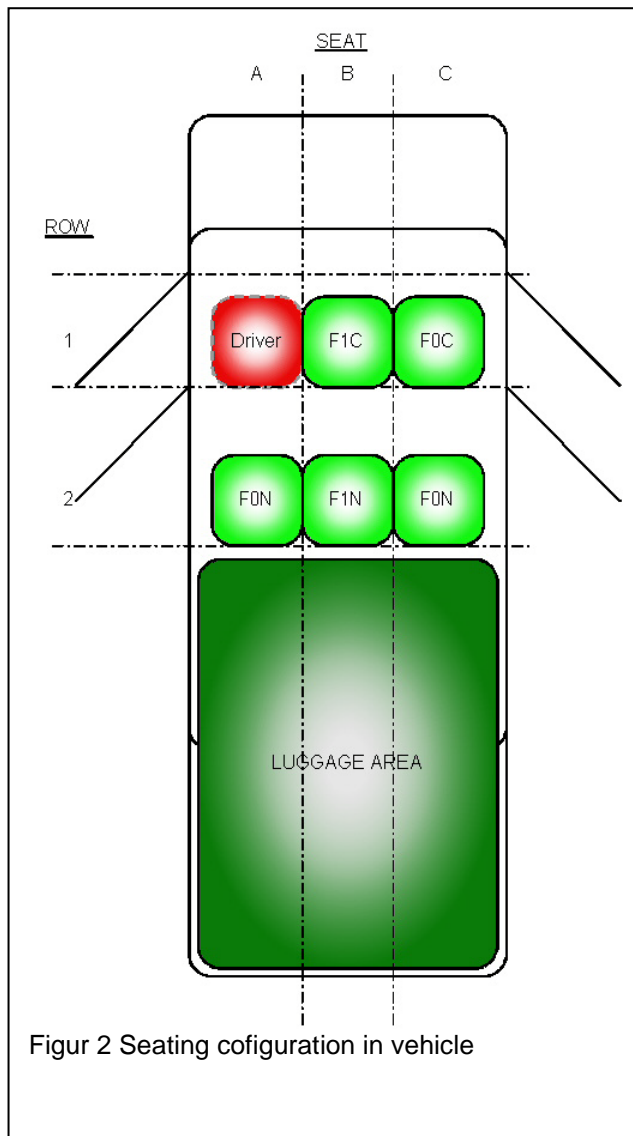 SEAT
A B C
ROW
1 Driver F1C F0C
2 F0N F1N F0N
LUGGAGE AREA
Figur 2 Seating cofiguration in vehicle